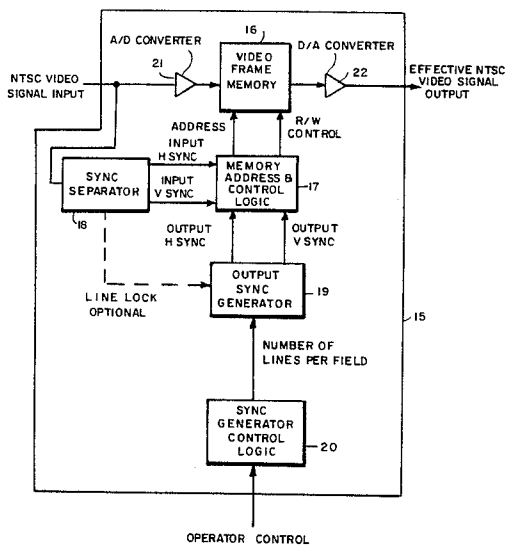 A/D CONVERTER
16
D/A CONVERTER
NTSC VIDEO
SIGNAL INPUT
21
VIDEO
FRAME
MEMORY
22
EFFECTIVE NTSC
VIDEO SIGNAL
OUTPUT
ADDRESS
R/W
CONTROL
INPUT
H SYNC
SYNC
SEPARATOR
18
INPUT
V SYNC
MEMORY
ADDRESS &
CONTROL
LOGIC
17
OUTPUT
H SYNC
OUTPUT
V SYNC
LINE LOCK
OPTIONAL
OUTPUT
SYNC
GENERATOR
19
15
NUMBER OF
LINES PER FIELD
SYNC
GENERATOR
CONTROL
LOGIC
20
OPERATOR CONTROL